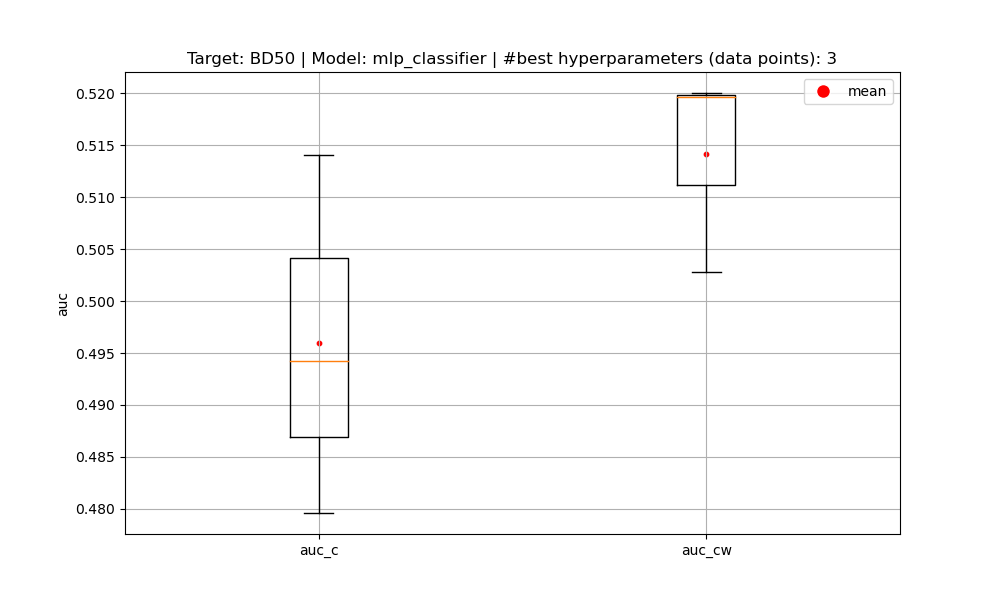 Target: BD50 | Model: mlp_classifier | #best hyperparameters (data points): 3
mean
0.520
0.515
0.510
0.505
0.500
0.495
0.490
0.485
0.480
auc
auc_c
auc_cw